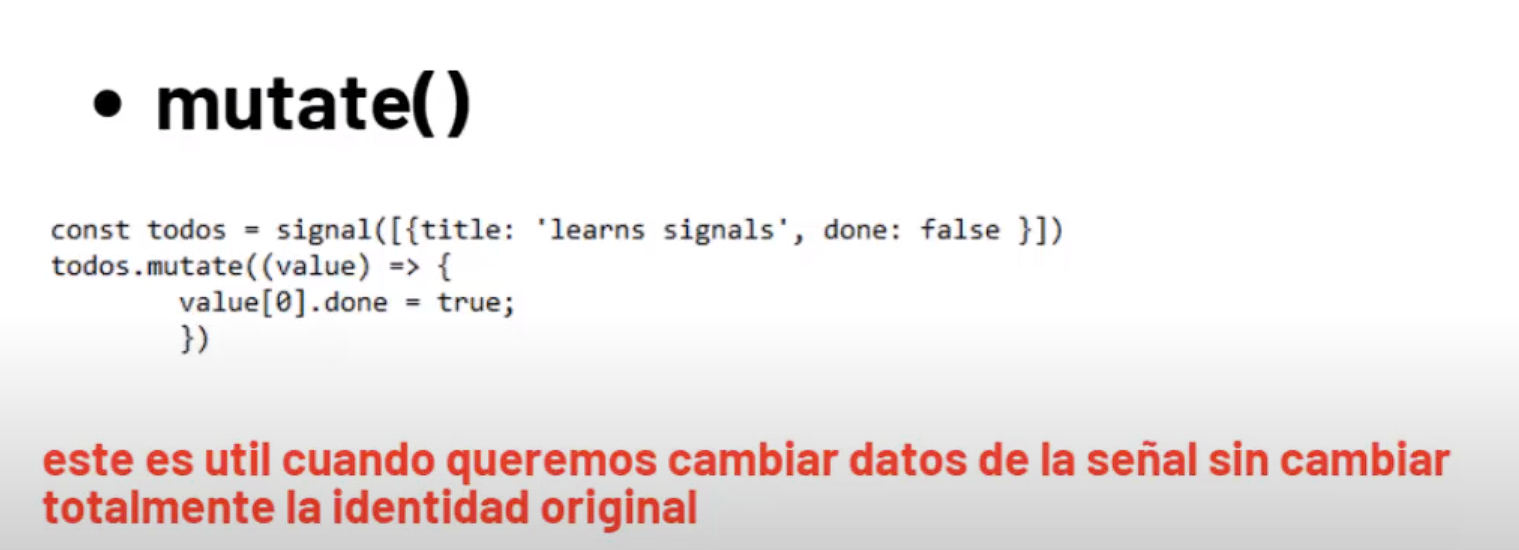 • mutate()
const todos = signal([{title: 'learns signals', done: false }])
todos.mutate((value) => {
value[0].done = true;
})
este es util cuando queremos cambiar datos de la señal sin cambiar
totalmente la identidad original